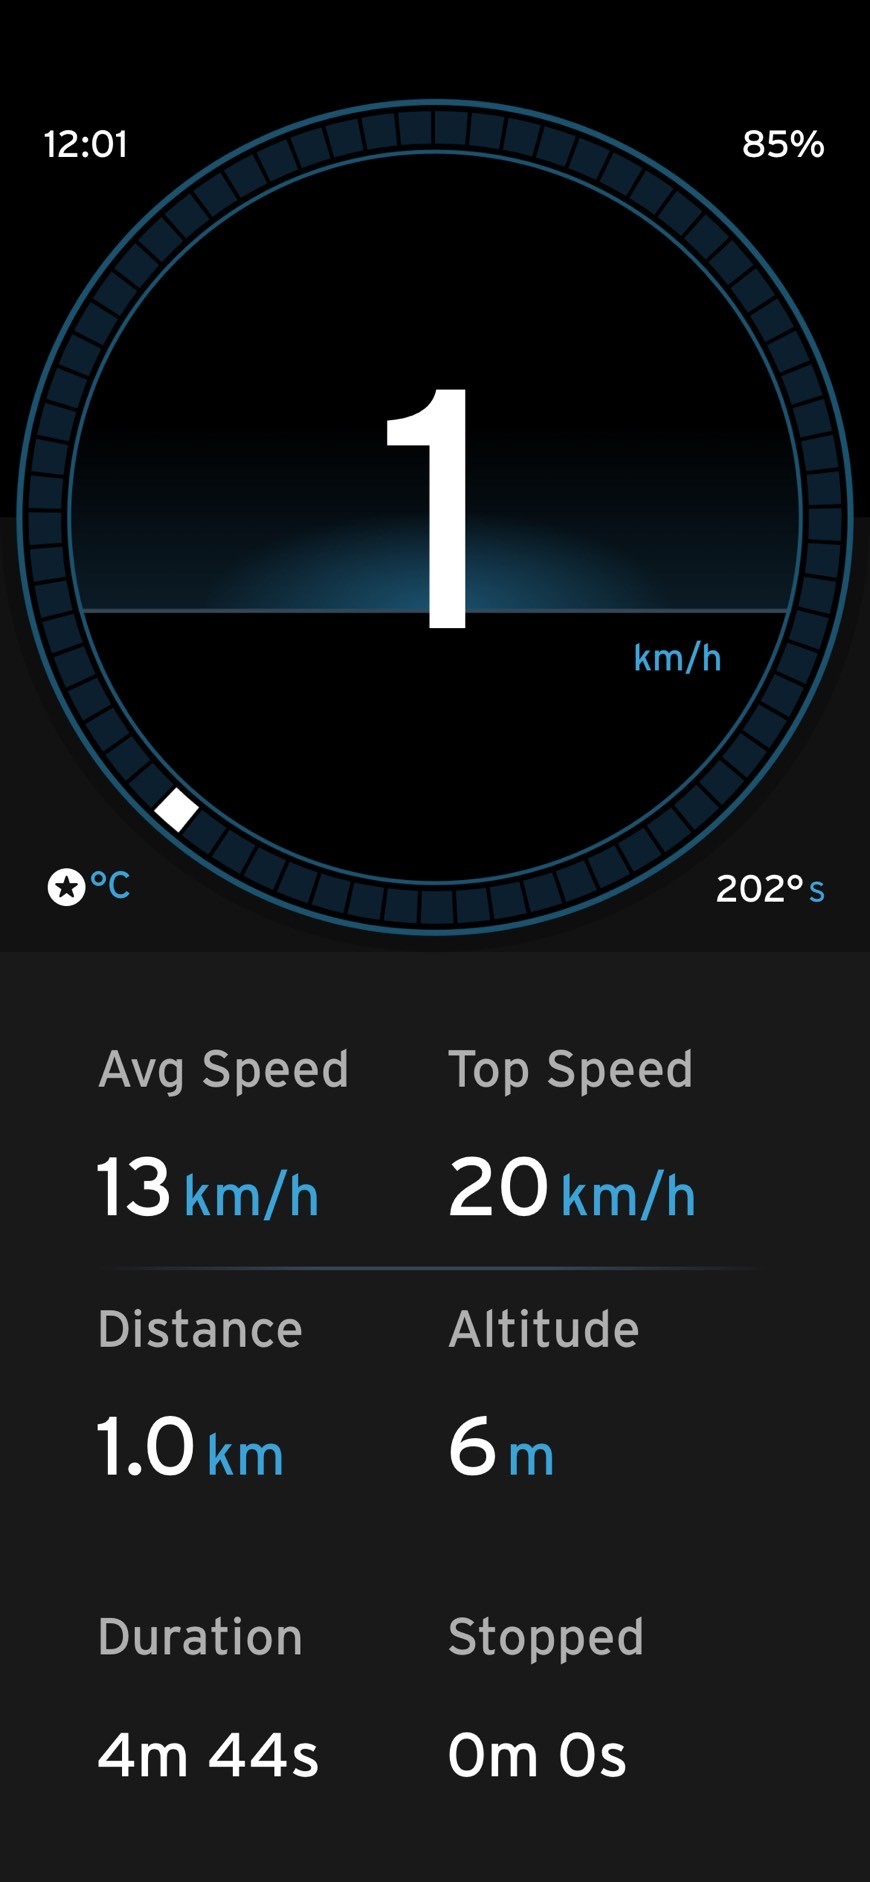 12:01 85%
1
km/h
°C 202° S
Avg Speed Top Speed
13 km/h 20 km/h
Distance Altitude
1.0 km 6 m
Duration Stopped
4m 44s 0m 0s